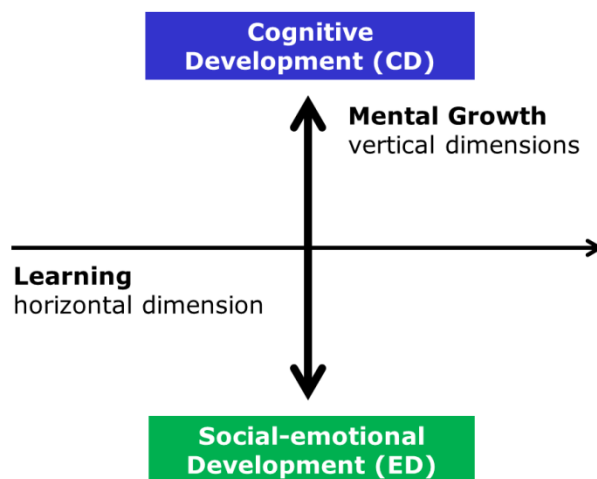 Cognitive
Development (CD)
Mental Growth
vertical dimensions
Learning
horizontal dimension
Social-emotional
Development (ED)